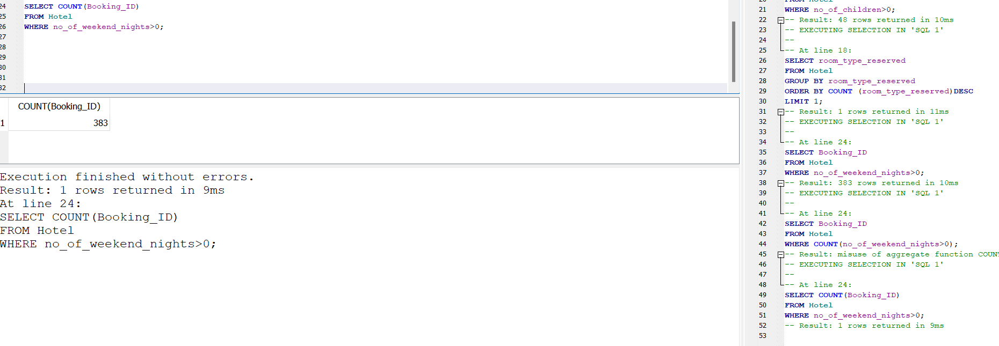 24 SELECT COUNT(Booking_ID)
25 FROM Hotel
26 WHERE no_of_weekend_nights>0;
27
28
29
30
31
32
COUNT(Booking_ID)
1 383
Execution finished without errors.
Result: 1 rows returned in 9ms
At line 24:
SELECT COUNT(Booking_ID)
FROM Hotel
WHERE no_of_weekend_nights>0;
20 FROM Hotel
21 WHERE no_of_children>0;
22 -- Result: 48 rows returned in 10ms
23 -- EXECUTING SELECTION IN 'SQL 1'
24 --
25 -- At line 18:
26 SELECT room_type_reserved
27 FROM Hotel
28 GROUP BY room_type_reserved
29 ORDER BY COUNT (room_type_reserved)DESC
30 LIMIT 1;
31 -- Result: 1 rows returned in 11ms
32 -- EXECUTING SELECTION IN 'SQL 1'
33 --
34 -- At line 24:
35 SELECT Booking_ID
36 FROM Hotel
37 WHERE no_of_weekend_nights>0;
38 -- Result: 383 rows returned in 10ms
39 -- EXECUTING SELECTION IN 'SQL 1'
40 --
41 -- At line 24:
42 SELECT Booking_ID
43 FROM Hotel
44 WHERE COUNT(no_of_weekend_nights>0);
45 -- Result: misuse of aggregate function COUNT
46 -- EXECUTING SELECTION IN 'SQL 1'
47 --
48 -- At line 24:
49 SELECT COUNT(Booking_ID)
50 FROM Hotel
51 WHERE no_of_weekend_nights>0;
52 -- Result: 1 rows returned in 9ms
53